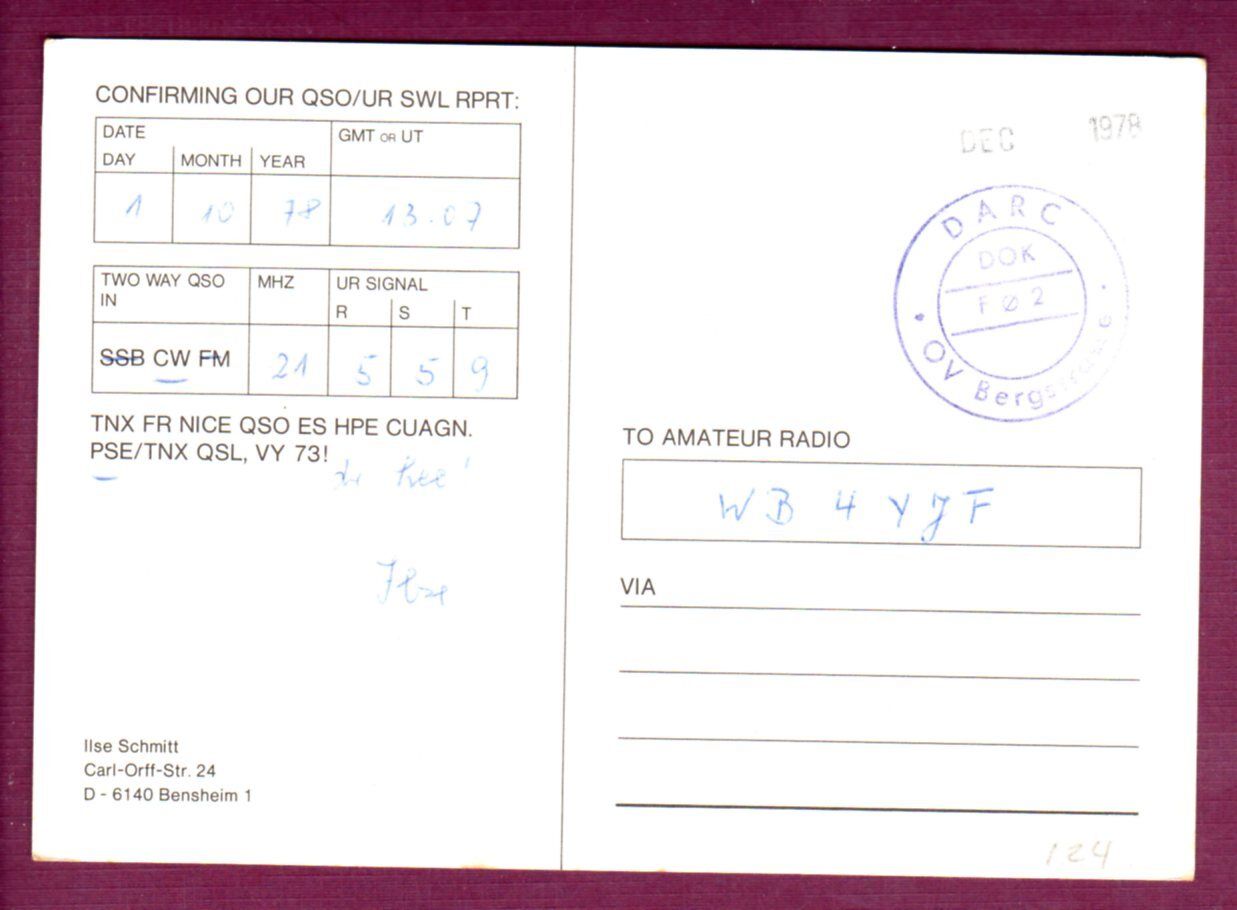 CONFIRMING OUR QSO/UR SWL RPRT:
DATE
GMT OR UT
DAY MONTH YEAR
1 10 78 13.07
TWO WAY QSO IN
MHZ
UR SIGNAL
R S T
SSB CW FM 21 5 5 9
TNX FR NICE QSO ES HPE CUAGN.
PSE/TNX QSL, VY 73!
Ilse
Ilse Schmitt
Carl-Orff-Str. 24
D - 6140 Bensheim 1
DEC 1978
DARC
DOK
F Ø 2
OV Bergstrasse
TO AMATEUR RADIO
WB4YJF
VIA
124